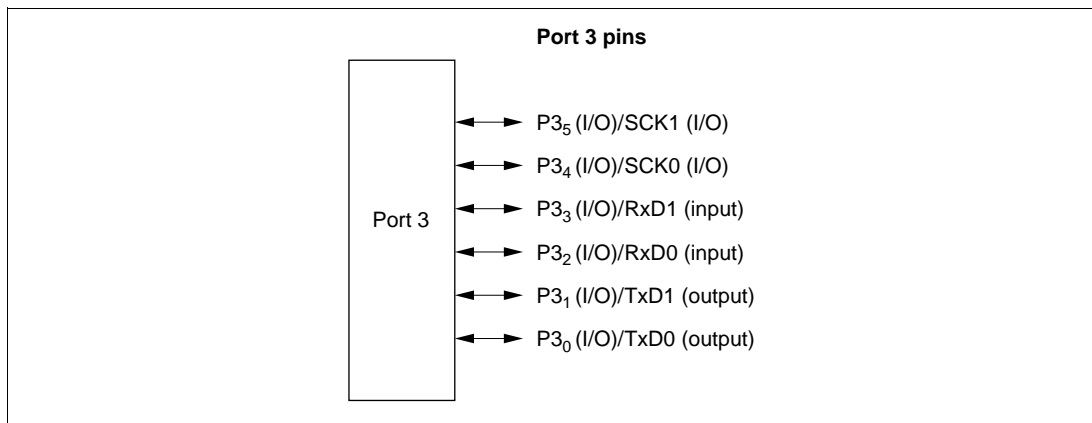 Port 3 pins
P3₅ (I/O)/SCK1 (I/O)
P3₄ (I/O)/SCK0 (I/O)
P3₃ (I/O)/RxD1 (input)
Port 3
P3₂ (I/O)/RxD0 (input)
P3₁ (I/O)/TxD1 (output)
P3₀ (I/O)/TxD0 (output)